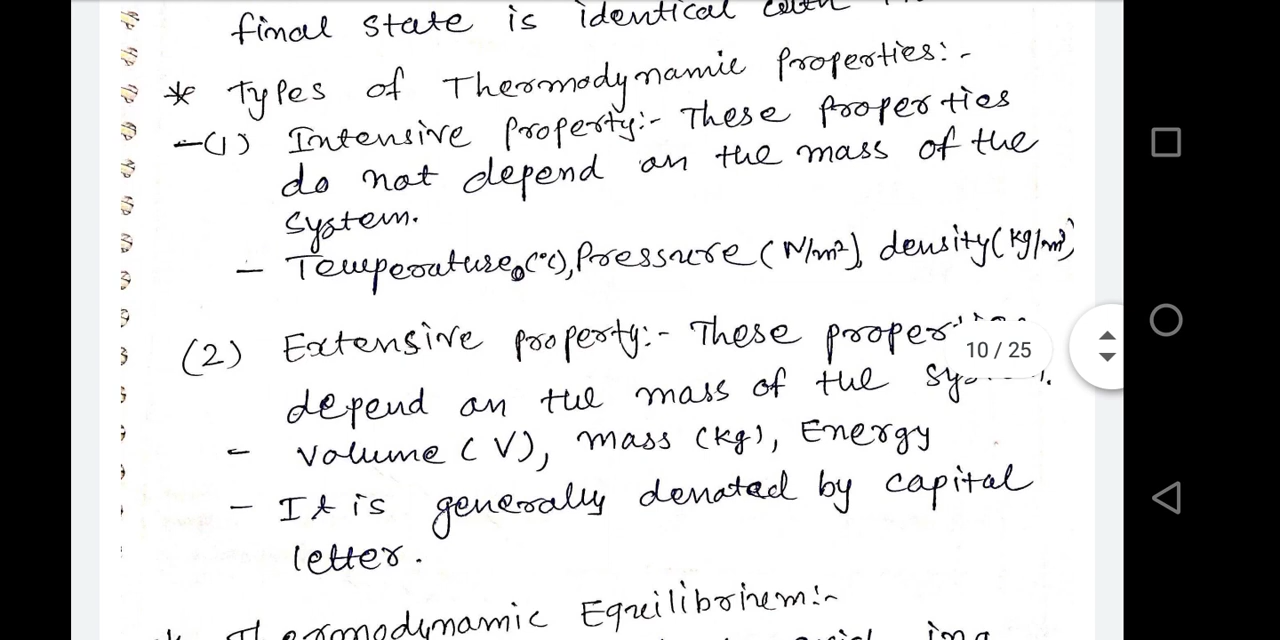 final state is identical
* Types of Thermodynamic Properties:-
-(1) Intensive Property:- These properties
do not depend on the mass of the
system.
- Temperature(°C), Pressure (N/m²), density (kg/m³)
(2) Extensive property:- These
10 / 25
depend on the mass of the
- Volume (V), mass (kg), Energy
- It is generally denoted by capital
letter.
Thermodynamic Equilibrium:-